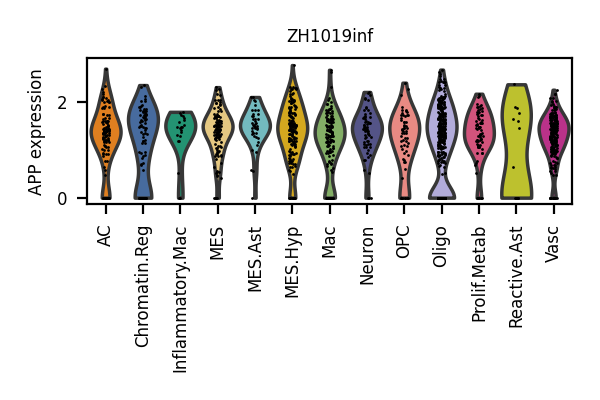 ZH1019inf
APP expression
2
0
AC
Chromatin.Reg
Inflammatory.Mac
MES
MES.Ast
MES.Hyp
Mac
Neuron
OPC
Oligo
Prolif.Metab
Reactive.Ast
Vasc